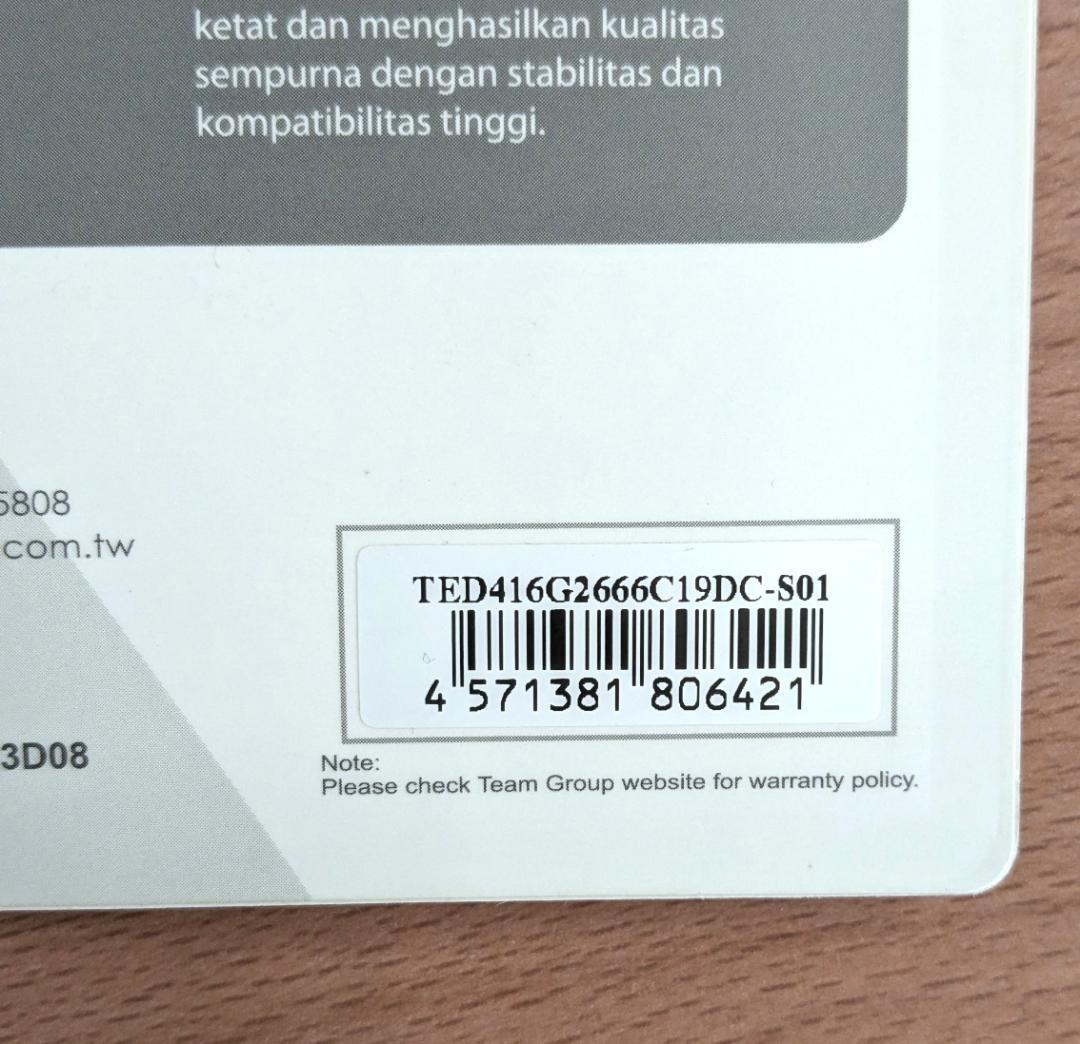 ketat dan menghasilkan kualitas
sempurna dengan stabilitas dan
kompatibilitas tinggi.
5808
.com.tw
TED416G2666C19DC-S01
4 571381 806421
3D08
Note:
Please check Team Group website for warranty policy.